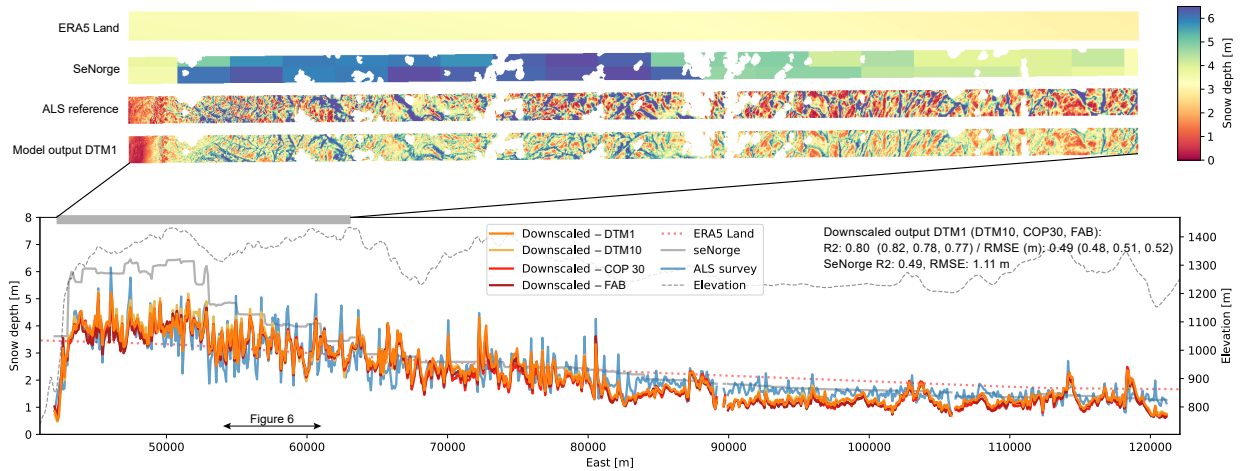 ERA5 Land
SeNorge
ALS reference
Model output DTM1
6
5
4
3
2
1
0
Snow depth [m]
8
7
6
5
4
3
2
1
0
Snow depth [m]
Downscaled – DTM1
Downscaled – DTM10
Downscaled – COP 30
Downscaled – FAB
ERA5 Land
seNorge
ALS survey
Elevation
Downscaled output DTM1 (DTM10, COP30, FAB):
R2: 0.80 (0.82, 0.78, 0.77) / RMSE (m): 0.49 (0.48, 0.51, 0.52)
SeNorge R2: 0.49, RMSE: 1.11 m
1400
1300
1200
1100
1000
900
800
Elevation [m]
Figure 6
50000 60000 70000 80000 90000 100000 110000 120000
East [m]